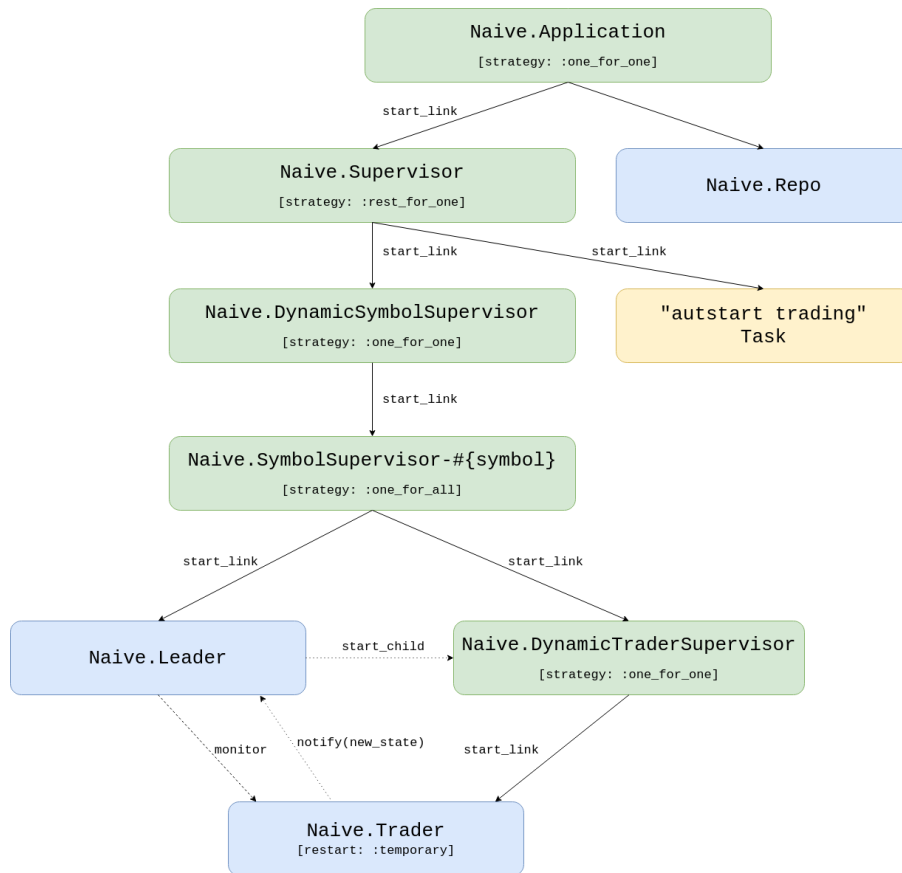 Naive.Application
[strategy: :one_for_one]
start_link
Naive.Supervisor
[strategy: :rest_for_one]
Naive.Repo
start_link
start_link
Naive.DynamicSymbolSupervisor
[strategy: :one_for_one]
"autstart trading"
Task
start_link
Naive.SymbolSupervisor-#{symbol}
[strategy: :one_for_all]
start_link
start_link
Naive.Leader
start_child
Naive.DynamicTraderSupervisor
[strategy: :one_for_one]
monitor
notify(new_state)
start_link
Naive.Trader
[restart: :temporary]